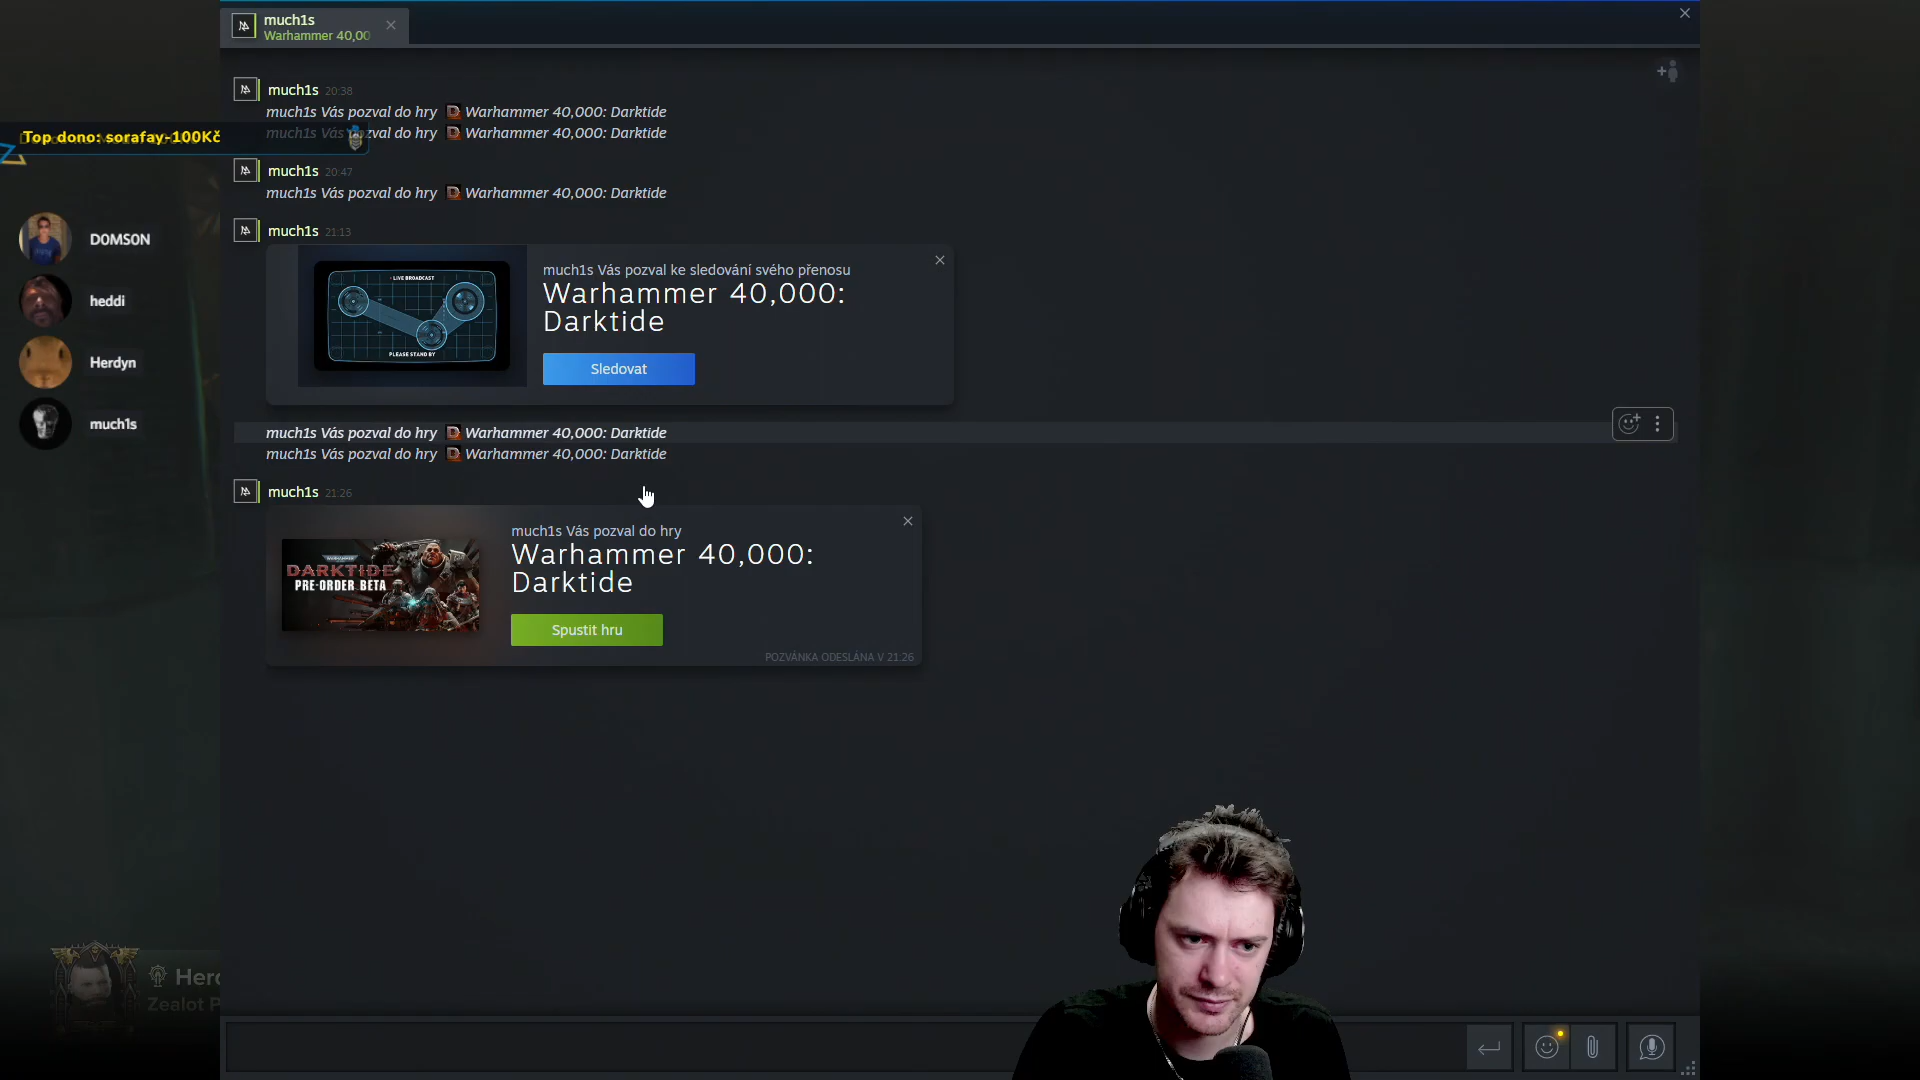 much1s
Warhammer 40,00
much1s 20:38
much1s Vás pozval do hry Warhammer 40,000: Darktide
much1s Vás pozval do hry Warhammer 40,000: Darktide
Top dono: sorafay-100Kč
much1s 20:47
much1s Vás pozval do hry Warhammer 40,000: Darktide
much1s 21:13
• LIVE BROADCAST
PLEASE STAND BY
much1s Vás pozval ke sledování svého přenosu
Warhammer 40,000:
Darktide
Sledovat
D0MS0N
heddi
Herdyn
much1s
much1s Vás pozval do hry Warhammer 40,000: Darktide
much1s Vás pozval do hry Warhammer 40,000: Darktide
much1s 21:26
WARHAMMER
DARKTIDE
PRE-ORDER BETA
much1s Vás pozval do hry
Warhammer 40,000:
Darktide
Spustit hru
POZVÁNKA ODESLÁNA V 21:26
Herd
Zealot P